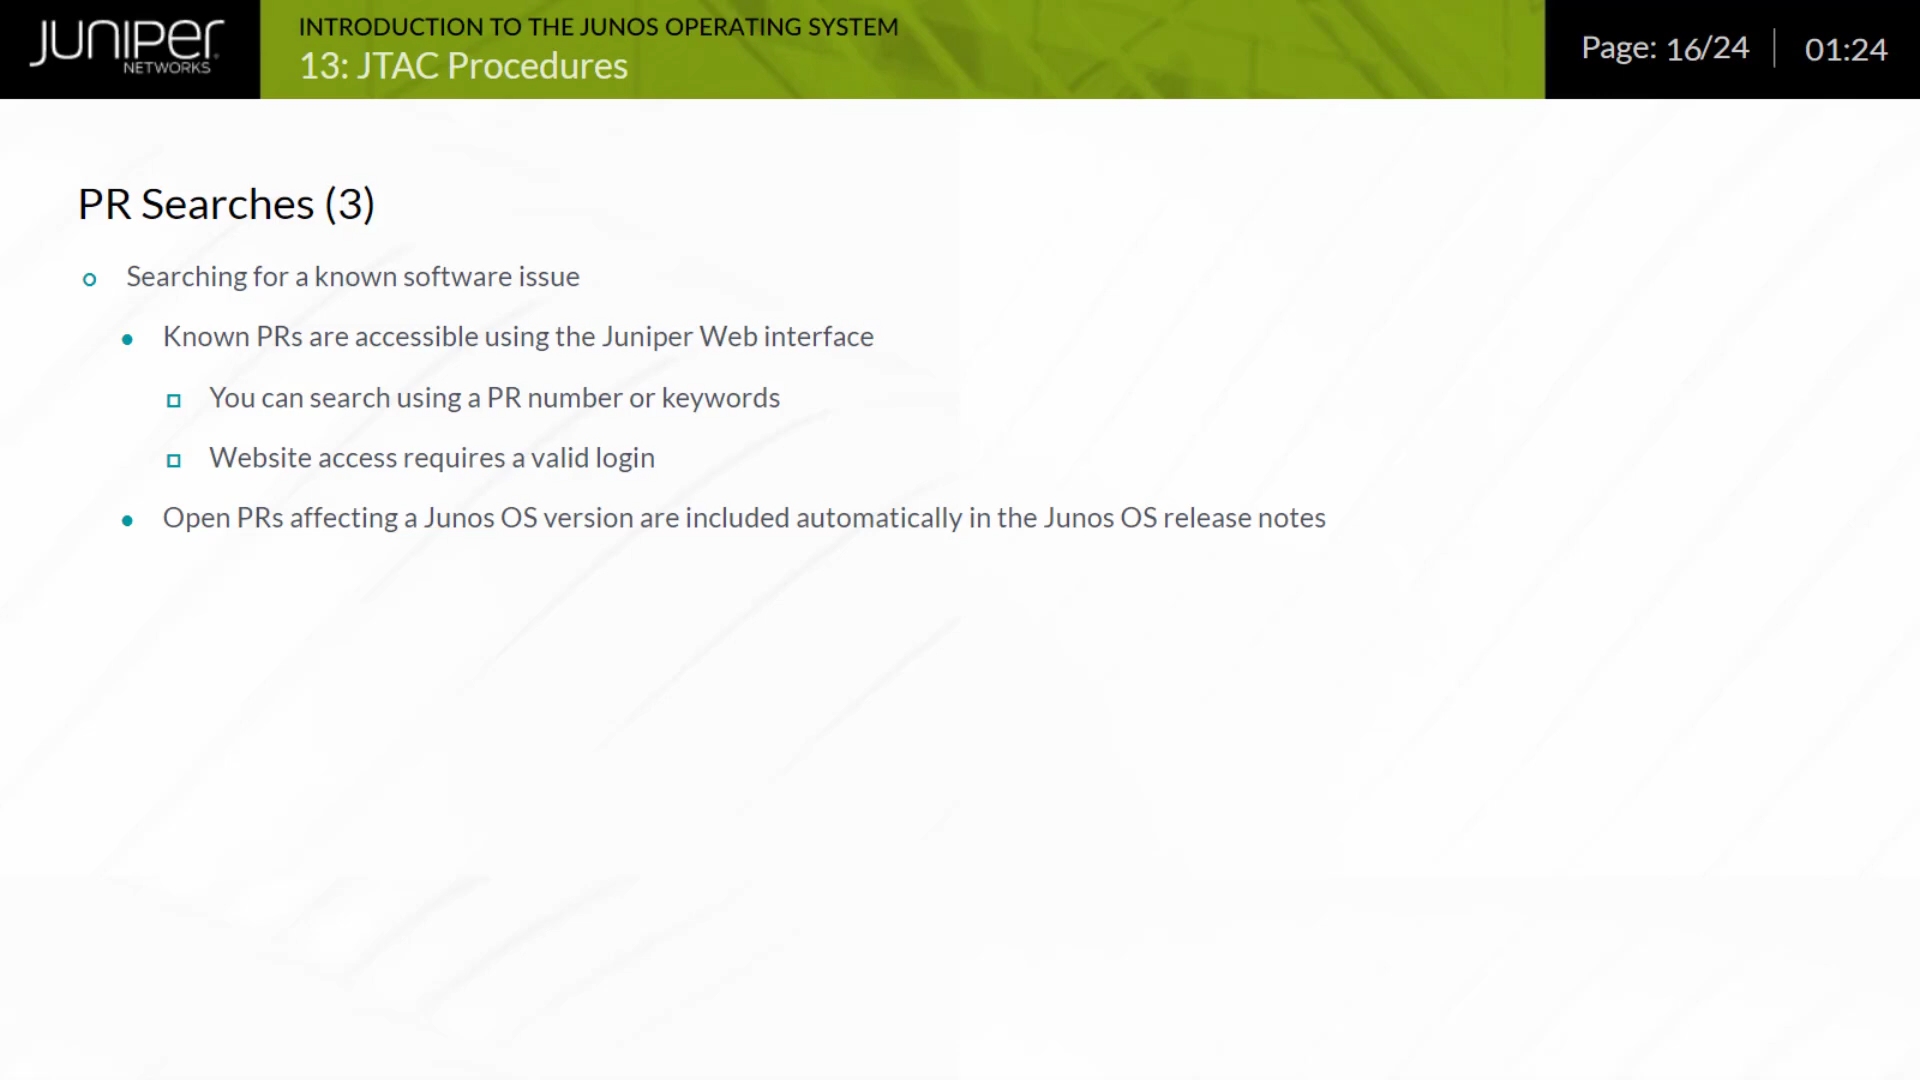 JUNIPER
NETWORKS
INTRODUCTION TO THE JUNOS OPERATING SYSTEM
13: JTAC Procedures
Page: 16/24
01:24
PR Searches (3)
Searching for a known software issue
Known PRs are accessible using the Juniper Web interface
You can search using a PR number or keywords
Website access requires a valid login
Open PRs affecting a Junos OS version are included automatically in the Junos OS release notes